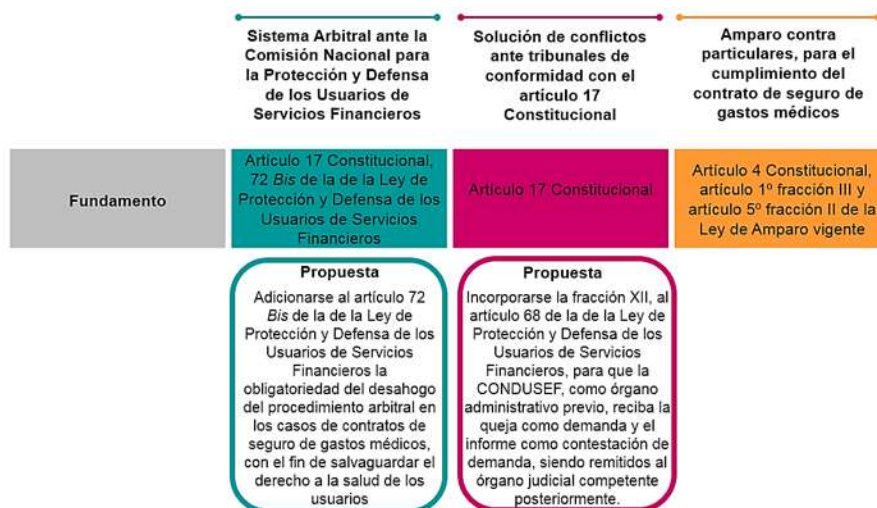 Sistema Arbitral ante la
Comisión Nacional para
la Protección y Defensa
de los Usuarios de
Servicios Financieros
Solución de conflictos
ante tribunales de
conformidad con el
artículo 17
Constitucional
Amparo contra
particulares, para el
cumplimiento del
contrato de seguro de
gastos médicos
Fundamento
Artículo 17 Constitucional,
72 Bis de la de la Ley de
Protección y Defensa de los
Usuarios de Servicios
Financieros
Artículo 17 Constitucional
Artículo 4 Constitucional,
artículo 1º fracción III y
artículo 5º fracción II de la
Ley de Amparo vigente
Propuesta
Adicionarse al artículo 72
Bis de la de la Ley de
Protección y Defensa de los
Usuarios de Servicios
Financieros la
obligatoriedad del desahogo
del procedimiento arbitral en
los casos de contratos de
seguro de gastos médicos,
con el fin de salvaguardar el
derecho a la salud de los
usuarios
Propuesta
Incorporarse la fracción XII, al
artículo 68 de la de la Ley de
Protección y Defensa de los
Usuarios de Servicios
Financieros, para que la
CONDUSEF, como órgano
administrativo previo, reciba la
queja como demanda y el
informe como contestación de
demanda, siendo remitidos al
órgano judicial competente
posteriormente.